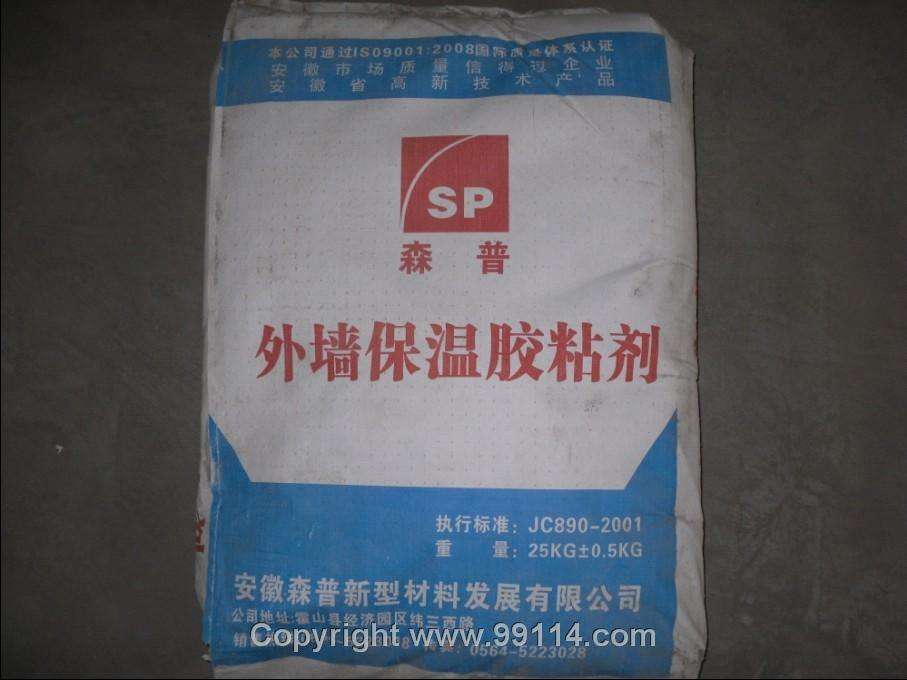 本公司通过ISO9001:2008国际质量体系认证
安徽市场质量信得过企业
安徽省高新技术产品
SP
森普
外墙保温胶粘剂
执行标准：JC890-2001
重 量：25KG±0.5KG
安徽森普新型材料发展有限公司
公司地址:霍山县经济园区纬三西路
0564-5223028
Copyright www.99114.com